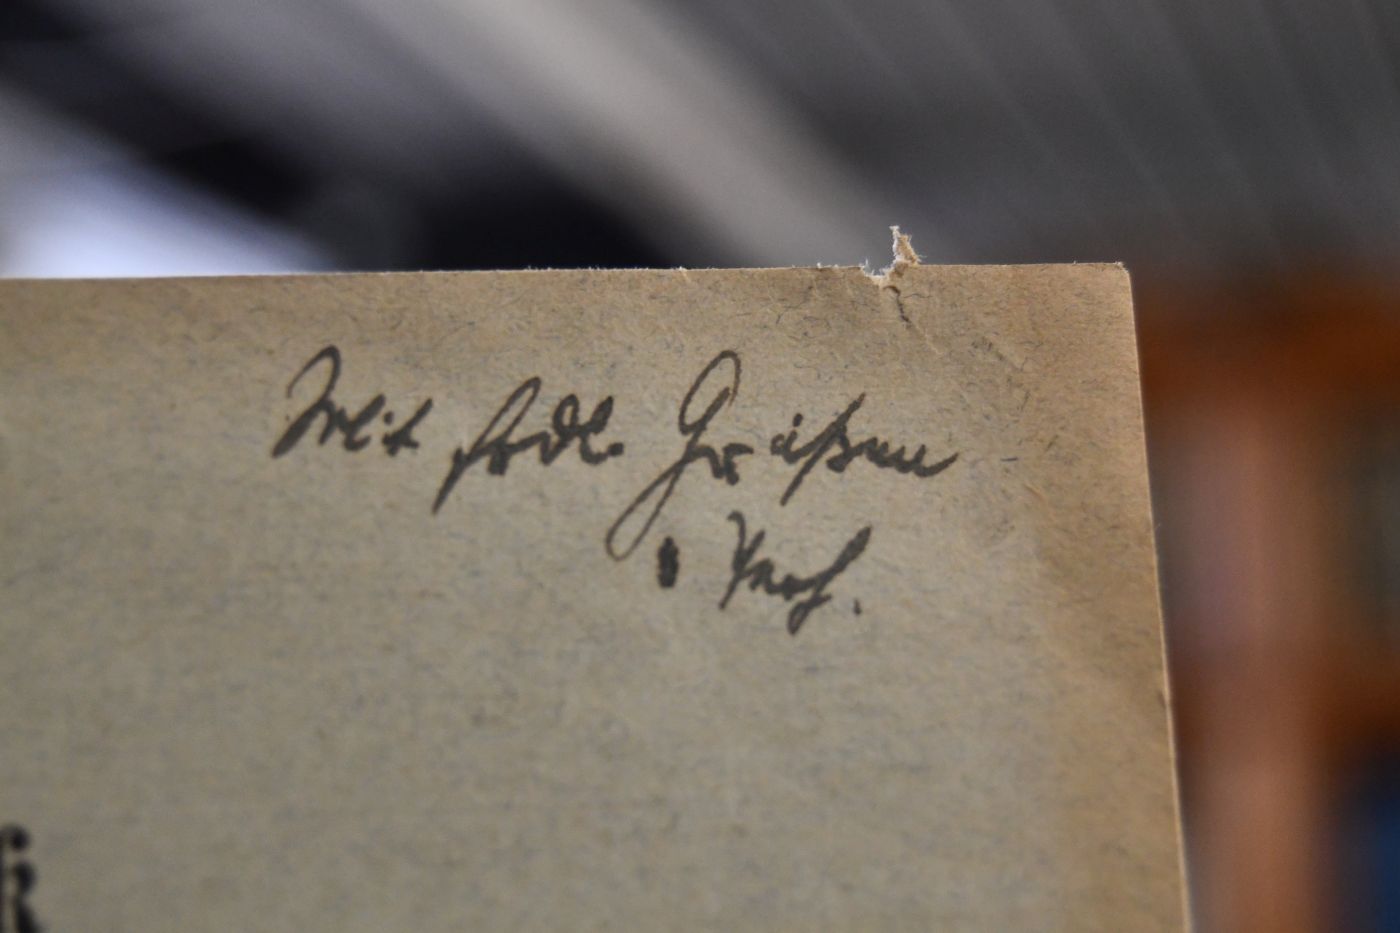 Mit frdl. Grüßen
Verf.